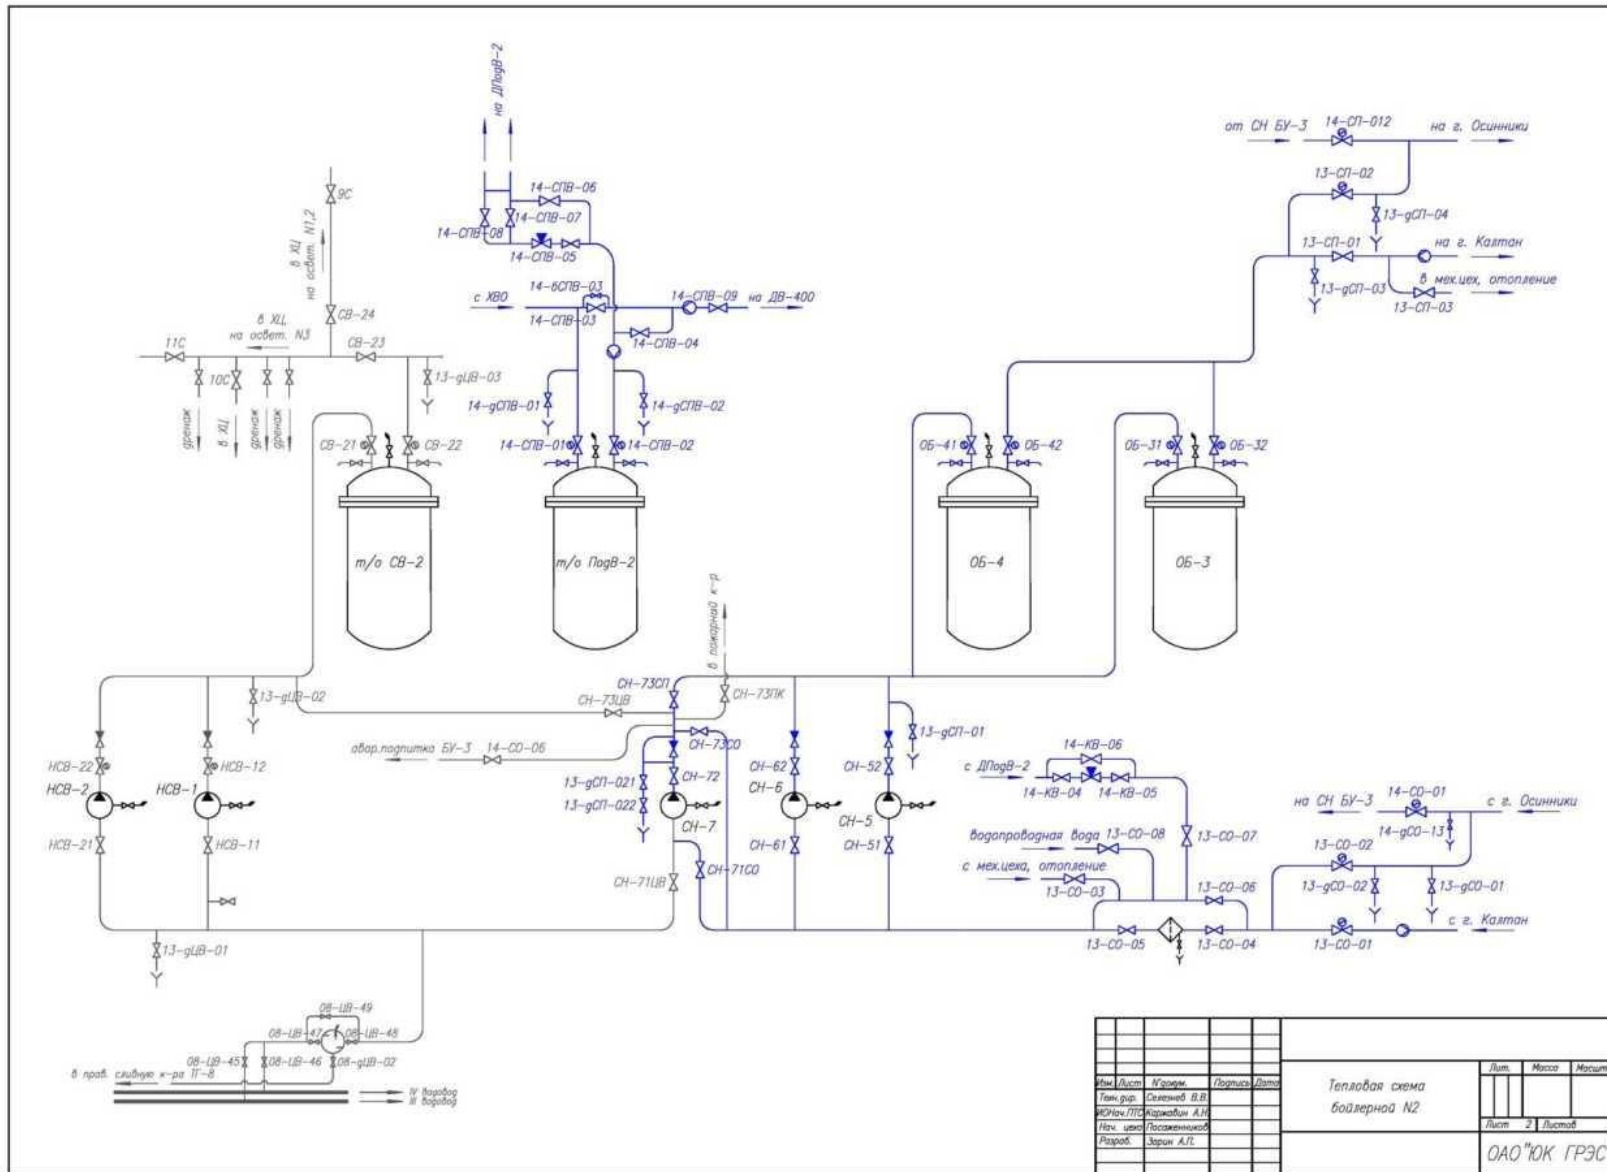 на ДПодВ-2
от СН БУ-3
14-СП-012
на г. Осинники
13-СП-02
13-дСП-04
13-СП-01
на г. Калтан
13-дСП-03
в мех.цех, отопление
13-СП-03
9С
в ХЦ
на освет. N1,2
СВ-24
14-СПВ-06
14-СПВ-07
14-СПВ-08
14-СПВ-05
с ХВО
14-бСПВ-03
14-СПВ-09
на ДВ-400
14-СПВ-03
14-СПВ-04
в ХЦ,
на освет. N3
11С
СВ-23
10С
13-дЦВ-03
дренаж
в ХЦ
дренаж
дренаж
14-дСПВ-01
14-дСПВ-02
СВ-21
СВ-22
14-СПВ-01
14-СПВ-02
ОБ-41
ОБ-42
ОБ-31
ОБ-32
т/о СВ-2
т/о ПодВ-2
ОБ-4
ОБ-3
в пожарный к-р
13-дЦВ-02
СН-73СП
СН-73ЦВ
СН-73ПК
авар.подпитка БУ-3
14-СО-06
СН-73СО
13-дСП-01
НСВ-22
НСВ-12
НСВ-2
НСВ-1
13-дСП-021
СН-72
13-дСП-022
СН-7
СН-62
СН-6
СН-52
СН-5
НСВ-21
НСВ-11
СН-61
СН-51
СН-71ЦВ
СН-71СО
14-КВ-06
с ДПодВ-2
14-КВ-04
14-КВ-05
водопроводная вода
13-СО-08
13-СО-07
с мех.цеха, отопление
13-СО-03
13-СО-06
13-СО-05
13-СО-04
на СН БУ-3
14-СО-01
с г. Осинники
14-дСО-13
13-СО-02
13-дСО-02
13-дСО-01
с г. Калтан
13-СО-01
13-дЦВ-01
08-ЦВ-49
08-ЦВ-47
08-ЦВ-48
08-ЦВ-45
08-ЦВ-46
08-дЦВ-02
в прав. сливную к-ра ТГ-8
IV водовод
III водовод
Изм. Лист N'докум. Подпись Дата
Техн.дир. Селезнев В.В.
ИОНач.ПТО Каржавин А.Н.
Нач. цеха Посаженников
Разраб. Зорин А.П.
Тепловая схема
бойлерной N2
Лит. Масса Масшт
Лист 2 Листов
ОАО"ЮК ГРЭС